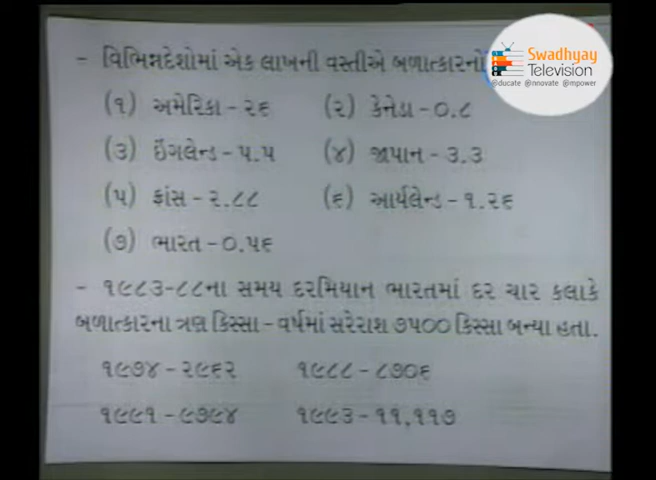 - વિભિન્નદેશોમાં એક લાખની વસ્તીએ બળાત્કારનો
Swadhyay
Television
@ducate @nnovate @mpower
(૧) અમેરિકા - ૨૬ (૨) કેનેડા - ૦.૮
(૩) ઇંગલેન્ડ - ૫.૫ (૪) જાપાન - ૩.૩
(૫) ફ્રાંસ - ૨.૮૮ (૬) આર્યલેન્ડ - ૧.૨૬
(૭) ભારત - ૦.૫૬
- ૧૯૮૩-૮૮ના સમય દરમિયાન ભારતમાં દર ચાર કલાકે
બળાત્કારના ત્રણ કિસ્સા - વર્ષમાં સરેરાશ ૭૫૦૦ કિસ્સા બન્યા હતા.
૧૯૭૪ - ૨૯૬૨ ૧૯૮૮ - ૮૭૦૬
૧૯૯૧ - ૯૭૯૪ ૧૯૯૩ - ૧૧,૧૧૭